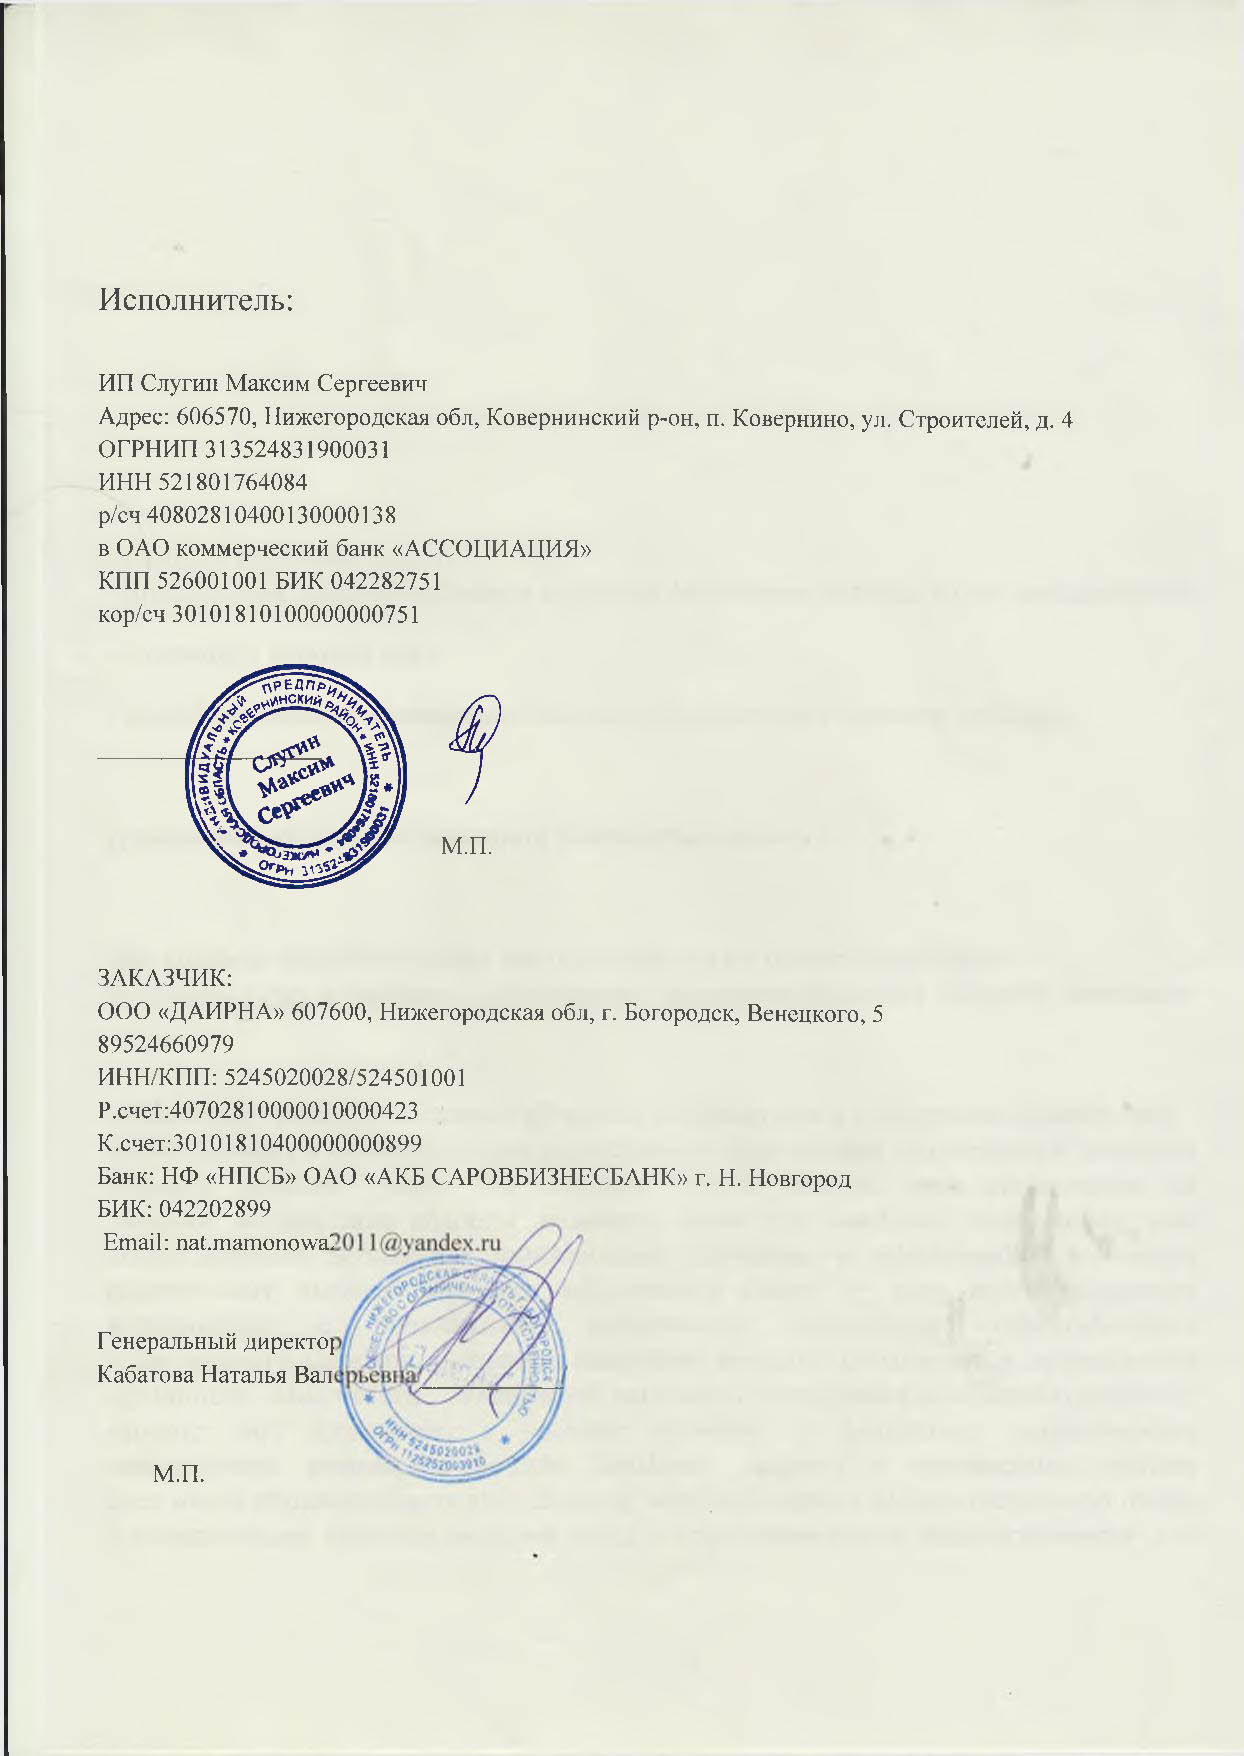 Исполнитель:
ИП Слугин Максим Сергеевич
Адрес: 606570, Нижегородская обл, Ковернинский р-он, п. Ковернино, ул. Строителей, д. 4
ОГРНИП 313524831900031
ИНН 521801764084
р/сч 40802810400130000138
в ОАО коммерческий банк «АССОЦИАЦИЯ»
КПП 526001001 БИК 042282751
кор/сч 30101810100000000751
ИНДИВИДУАЛЬНЫЙ ПРЕДПРИНИМАТЕЛЬ
ОГРН 313524831900031
НИЖЕГОРОДСКАЯ ОБЛАСТЬ * КОВЕРНИНСКИЙ РАЙОН * ИНН 521801764084
Слугин
Максим
Сергеевич
М.П.
ЗАКАЗЧИК:
ООО «ДАИРНА» 607600, Нижегородская обл, г. Богородск, Венецкого, 5
89524660979
ИНН/КПП: 5245020028/524501001
Р.счет:40702810000010000423
К.счет:30101810400000000899
Банк: НФ «НПСБ» ОАО «АКБ САРОВБИЗНЕСБАНК» г. Н. Новгород
БИК: 042202899
Email: nat.mamonowa2011@yandex.ru
НИЖЕГОРОДСКАЯ ОБЛАСТЬ г. БОГОРОДСК
ОБЩЕСТВО С ОГРАНИЧЕННОЙ ОТВЕТСТВЕННОСТЬЮ
Генеральный директор
Кабатова Наталья Валерьевна/___________/
ИНН 5245020028
ОГРН 1125252003010
М.П.